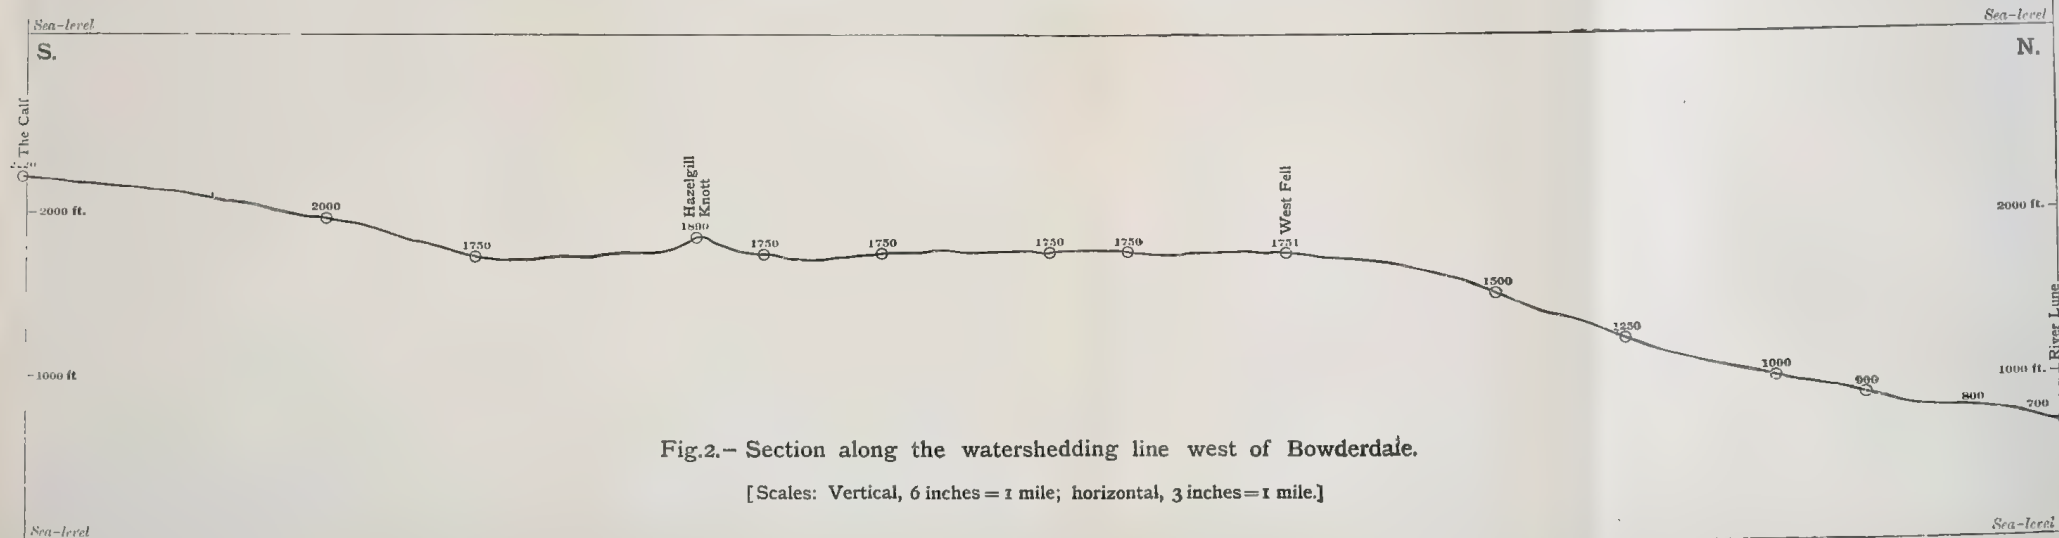 Sea-level
Sea-level
S.
N.
The Calf
2000 ft.
2000
1750
Hazelgill
Knott
1800
1750
1750
1750
1750
West Fell
1751
1500
1250
1000
900
800
700
2000 ft.
1000 ft
1000 ft.
River Lune
Fig.2.- Section along the watershedding line west of Bowderdale.
[Scales: Vertical, 6 inches = 1 mile; horizontal, 3 inches=1 mile.]
Sea-level
Sea-level